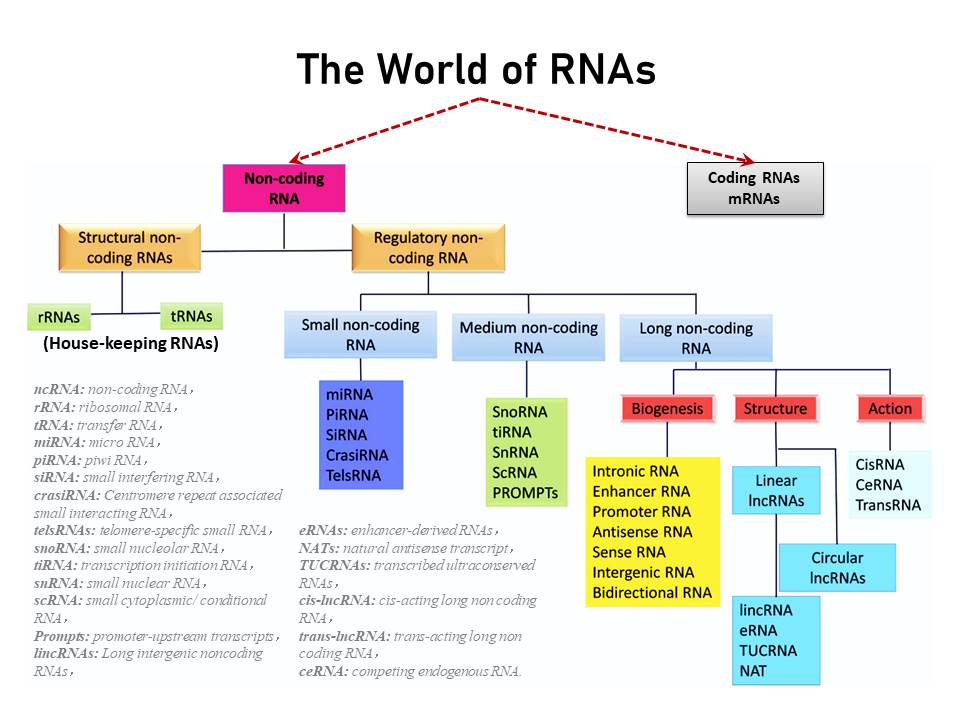 The World of RNAs
Non-coding
RNA
Coding RNAs
mRNAs
Structural non-
coding RNAs
Regulatory non-
coding RNA
rRNAs
tRNAs
(House-keeping RNAs)
Small non-coding
RNA
Medium non-coding
RNA
Long non-coding
RNA
miRNA
PiRNA
SiRNA
CrasiRNA
TelsRNA
SnoRNA
tiRNA
SnRNA
ScRNA
PROMPTs
Biogenesis
Structure
Action
Intronic RNA
Enhancer RNA
Promoter RNA
Antisense RNA
Sense RNA
Intergenic RNA
Bidirectional RNA
Linear
lncRNAs
Circular
lncRNAs
lincRNA
eRNA
TUCRNA
NAT
CisRNA
CeRNA
TransRNA
ncRNA: non-coding RNA，
rRNA: ribosomal RNA，
tRNA: transfer RNA，
miRNA: micro RNA，
piRNA: piwi RNA，
siRNA: small interfering RNA，
crasiRNA: Centromere repeat associated
small interacting RNA，
telsRNAs: telomere-specific small RNA，
snoRNA: small nucleolar RNA，
tiRNA: transcription initiation RNA，
snRNA: small nuclear RNA，
scRNA: small cytoplasmic/ conditional
RNA，
Prompts: promoter-upstream transcripts，
lincRNAs: Long intergenic noncoding
RNAs，
eRNAs: enhancer-derived RNAs，
NATs: natural antisense transcript，
TUCRNAs: transcribed ultraconserved
RNAs，
cis-lncRNA: cis-acting long non coding
RNA，
trans-lncRNA: trans-acting long non
coding RNA，
ceRNA: competing endogenous RNA.